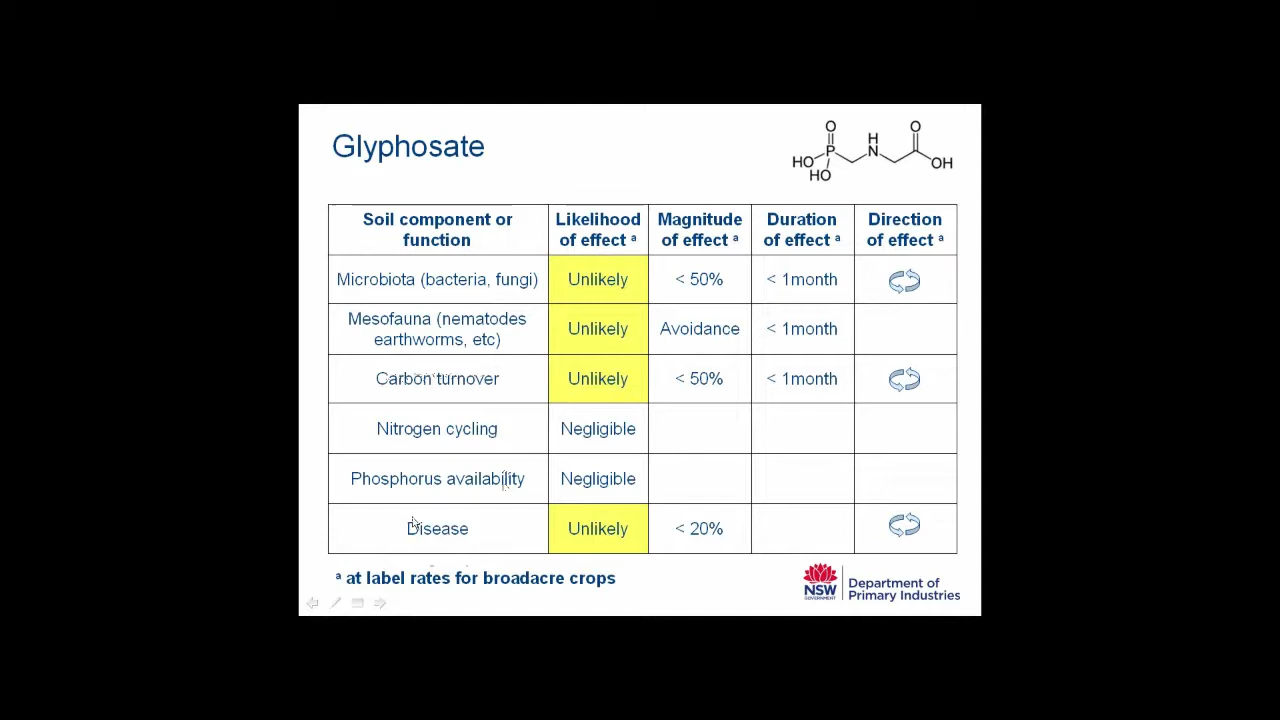 Glyphosate
O
O
H
HO
P
N
OH
HO
Soil component or
function
Likelihood
of effect ᵃ
Magnitude
of effect ᵃ
Duration
of effect ᵃ
Direction
of effect ᵃ
Microbiota (bacteria, fungi)
Unlikely
< 50%
< 1month
Mesofauna (nematodes
earthworms, etc)
Unlikely
Avoidance
< 1month
Carbon turnover
Unlikely
< 50%
< 1month
Nitrogen cycling
Negligible
Phosphorus availability
Negligible
Disease
Unlikely
< 20%
ᵃ at label rates for broadacre crops
NSW
GOVERNMENT
Department of
Primary Industries